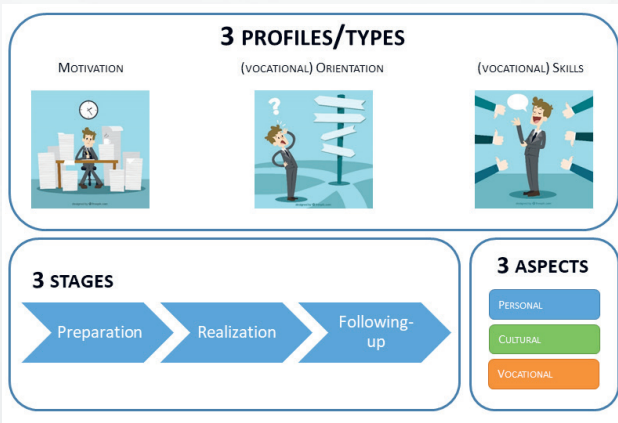 3 PROFILES/TYPES
MOTIVATION
(VOCATIONAL) ORIENTATION
(VOCATIONAL) SKILLS
?
3 STAGES
Preparation
Realization
Following-
up
3 ASPECTS
PERSONAL
CULTURAL
VOCATIONAL